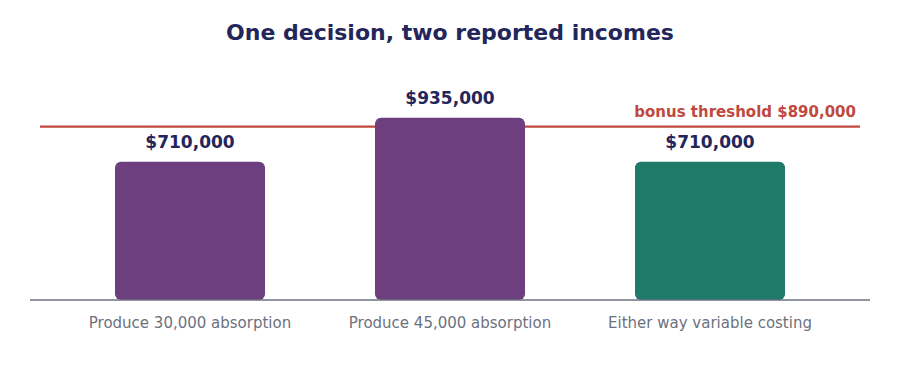 One decision, two reported incomes
$935,000
bonus threshold $890,000
$710,000
$710,000
Produce 30,000 absorption
Produce 45,000 absorption
Either way variable costing